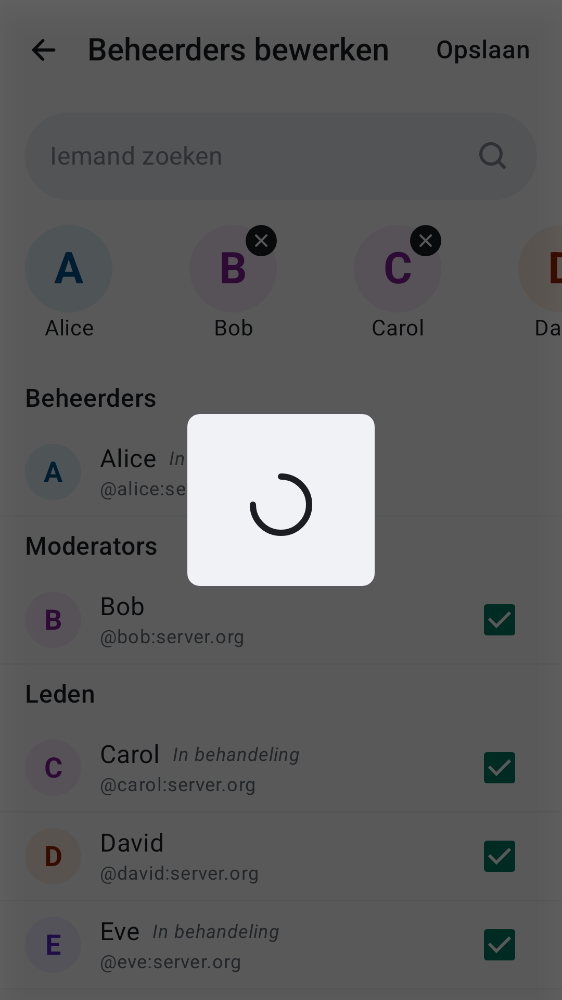 Beheerders bewerken Opslaan
Iemand zoeken
A B C
Alice Bob Carol Da
Beheerders
A Alice In
@alice:se
Moderators
B Bob
@bob:server.org
Leden
C Carol In behandeling
@carol:server.org
D David
@david:server.org
E Eve In behandeling
@eve:server.org